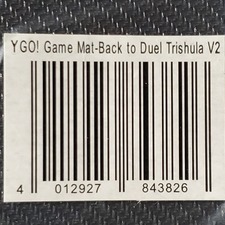 YGO! Game Mat-Back to Duel Trishula V2
4 012927 843826